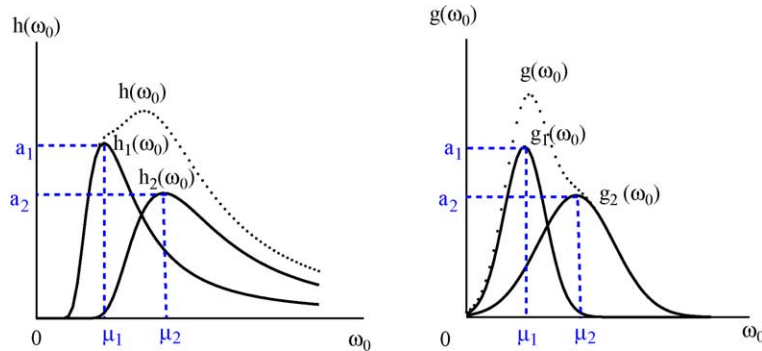 h(ω₀)
h(ω₀)
a₁
h₁(ω₀)
a₂
h₂(ω₀)
0
μ₁
μ₂
ω₀
g(ω₀)
g(ω₀)
a₁
g₁(ω₀)
a₂
g₂ (ω₀)
0
μ₁
μ₂
ω₀